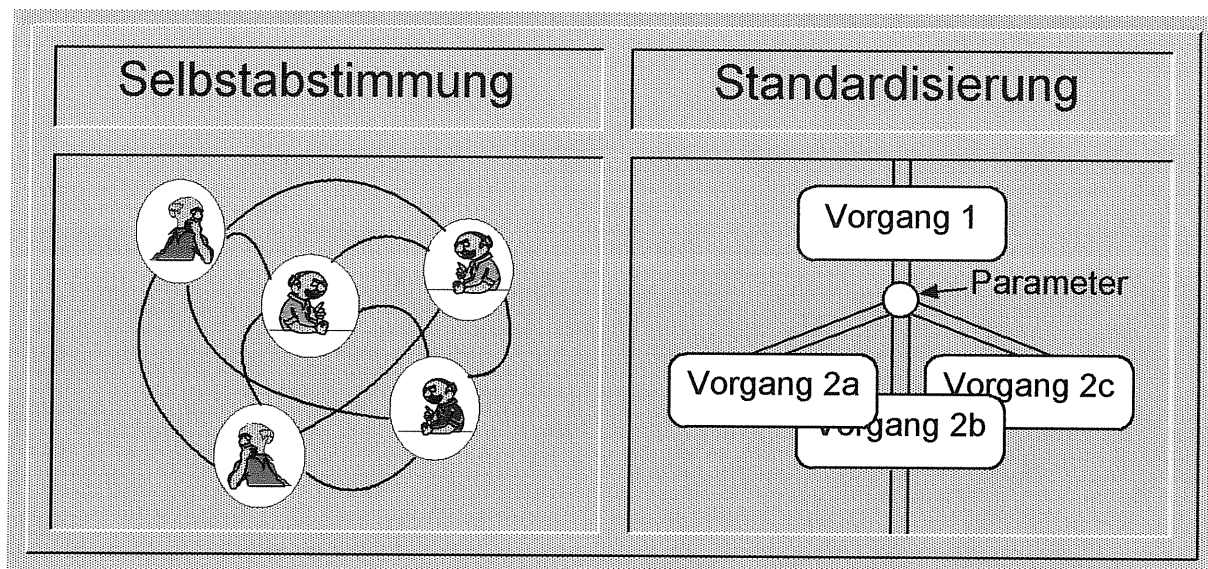 Selbstabstimmung
Standardisierung
Vorgang 1
Parameter
Vorgang 2a
Vorgang 2c
Vorgang 2b